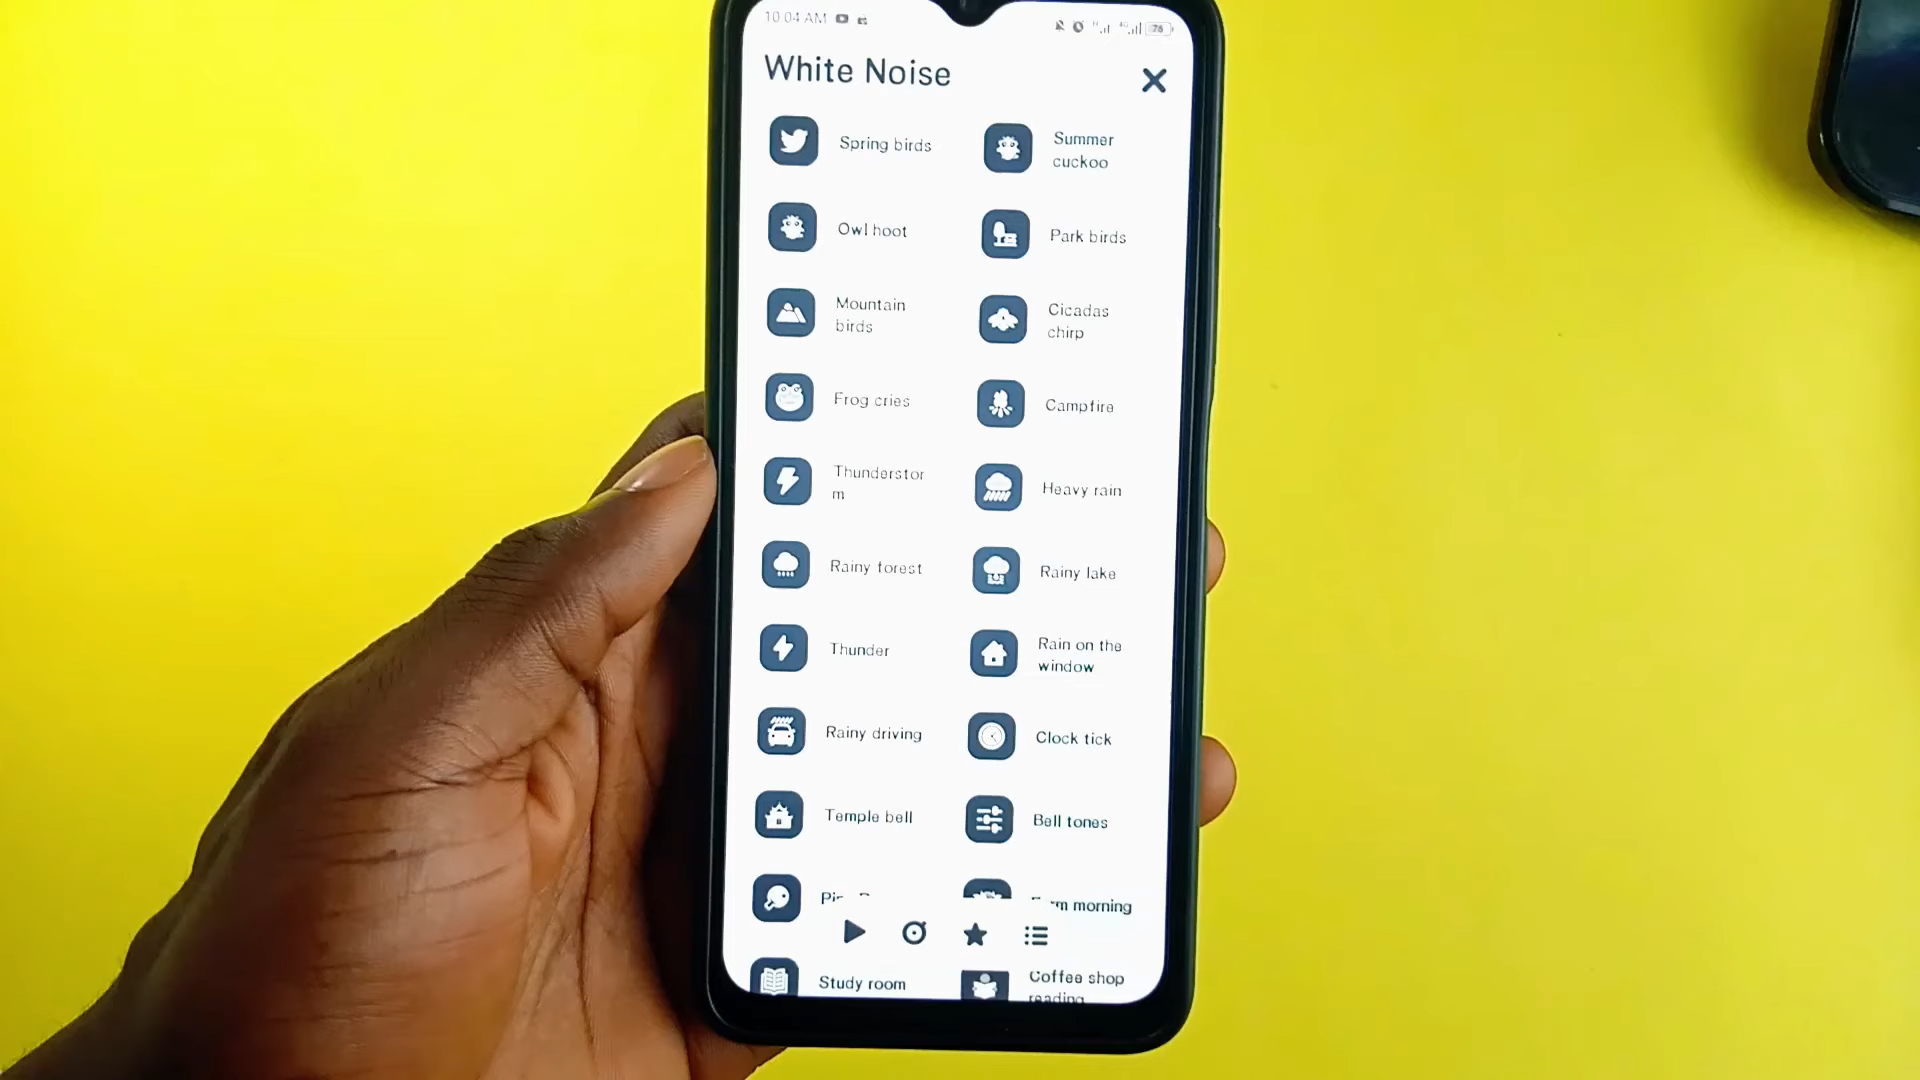 10:04 AM
76
White Noise
Spring birds
Summer
cuckoo
Owl hoot
Park birds
Mountain
birds
Cicadas
chirp
Frog cries
Campfire
Thunderstor
m
Heavy rain
Rainy forest
Rainy lake
Thunder
Rain on the
window
Rainy driving
Clock tick
Temple bell
Bell tones
morning
Study room
Coffee shop
reading